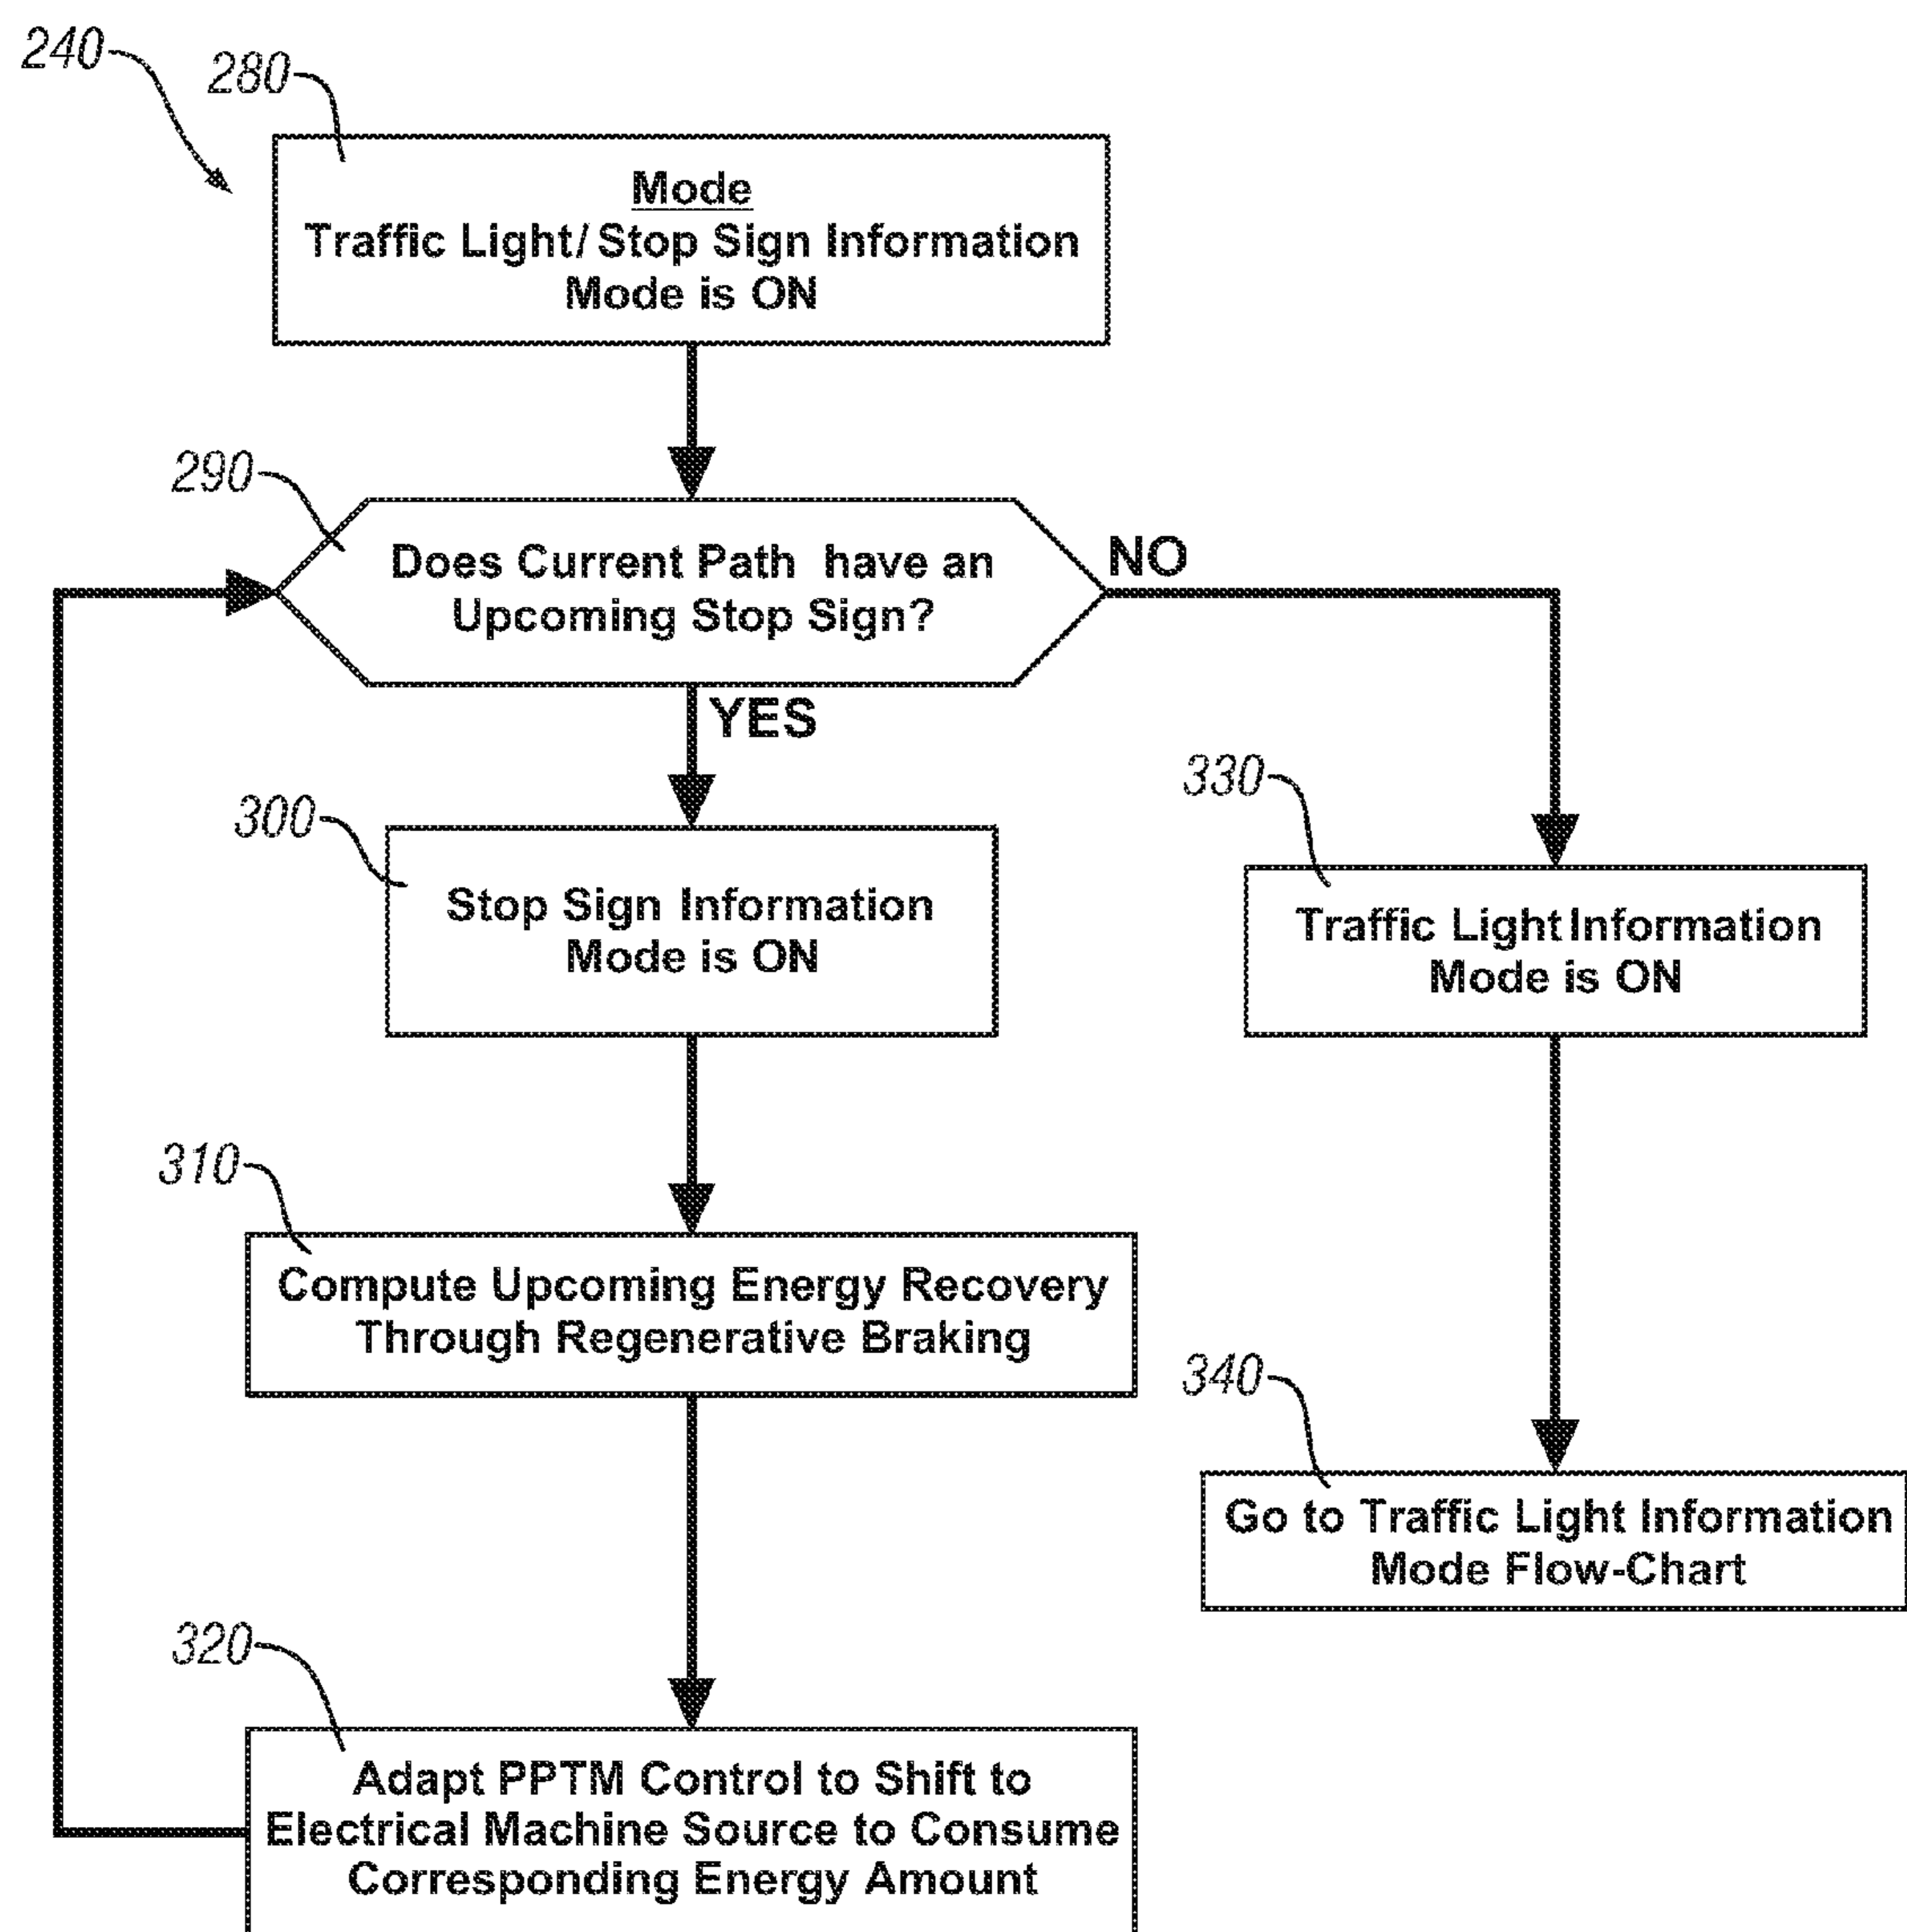 240
280
Mode
Traffic Light/Stop Sign Information
Mode is ON
290
Does Current Path have an
Upcoming Stop Sign?
NO
YES
300
Stop Sign Information
Mode is ON
330
Traffic Light Information
Mode is ON
310
Compute Upcoming Energy Recovery
Through Regenerative Braking
340
Go to Traffic Light Information
Mode Flow-Chart
320
Adapt PPTM Control to Shift to
Electrical Machine Source to Consume
Corresponding Energy Amount